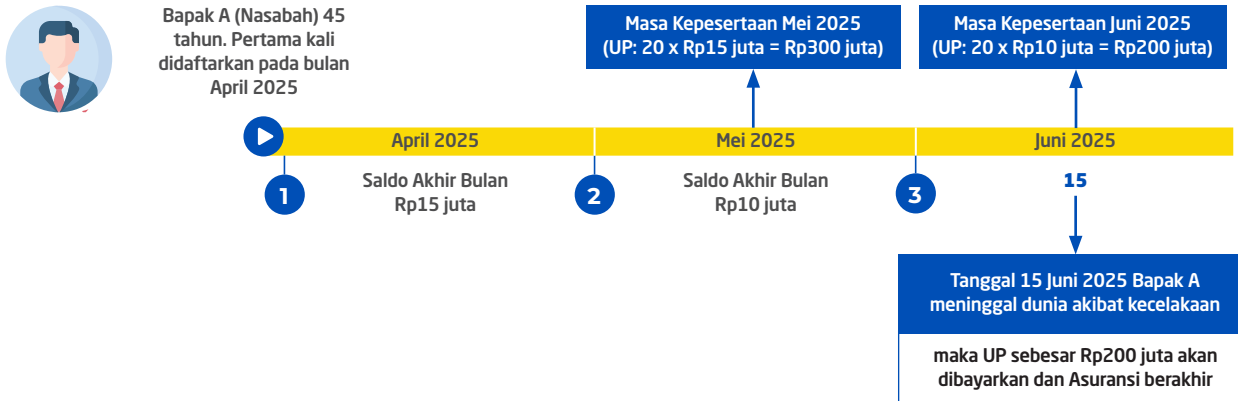 Bapak A (Nasabah) 45
tahun. Pertama kali
didaftarkan pada bulan
April 2025
Masa Kepesertaan Mei 2025
(UP: 20 x Rp15 juta = Rp300 juta)
Masa Kepesertaan Juni 2025
(UP: 20 x Rp10 juta = Rp200 juta)
April 2025
Mei 2025
Juni 2025
1
Saldo Akhir Bulan
Rp15 juta
2
Saldo Akhir Bulan
Rp10 juta
3
15
Tanggal 15 Juni 2025 Bapak A
meninggal dunia akibat kecelakaan
maka UP sebesar Rp200 juta akan
dibayarkan dan Asuransi berakhir